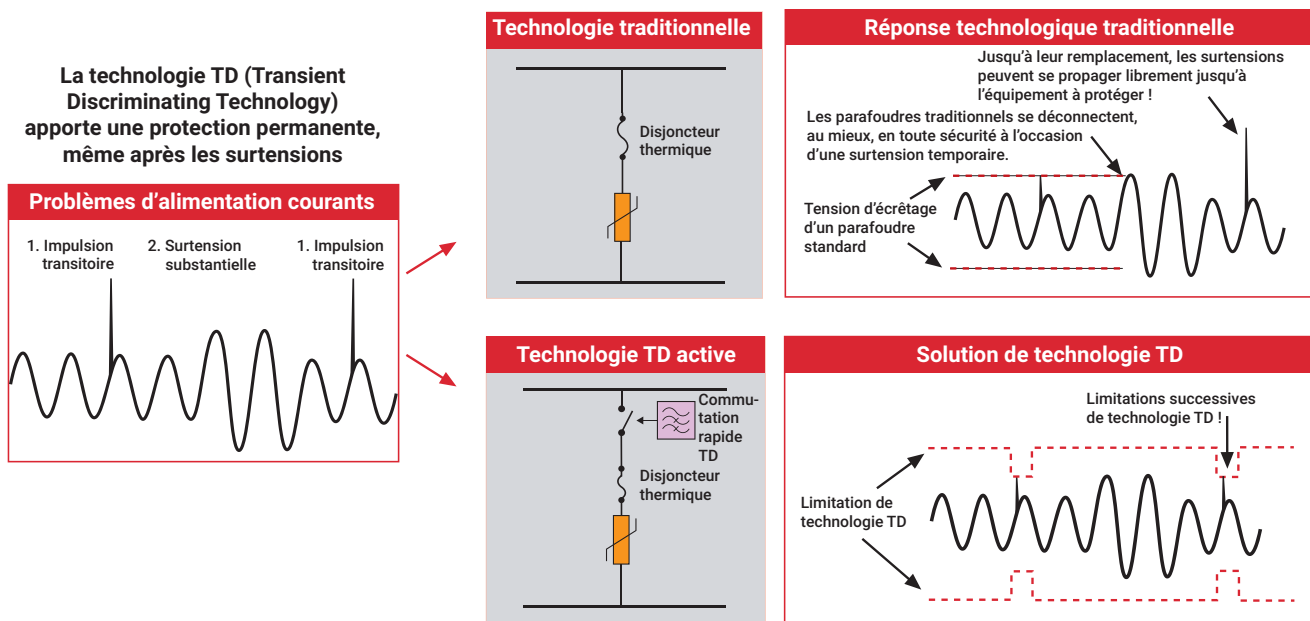 La technologie TD (Transient
Discriminating Technology)
apporte une protection permanente,
même après les surtensions
Problèmes d'alimentation courants
1. Impulsion
transitoire
2. Surtension
substantielle
1. Impulsion
transitoire
Technologie traditionnelle
Disjoncteur
thermique
Réponse technologique traditionnelle
Jusqu'à leur remplacement, les surtensions
peuvent se propager librement jusqu'à
l'équipement à protéger !
Les parafoudres traditionnels se déconnectent,
au mieux, en toute sécurité à l'occasion
d'une surtension temporaire.
Tension d'écrêtage
d'un parafoudre
standard
Technologie TD active
Commu-
tation
rapide
TD
Disjoncteur
thermique
Solution de technologie TD
Limitations successives
de technologie TD !
Limitation de
technologie TD